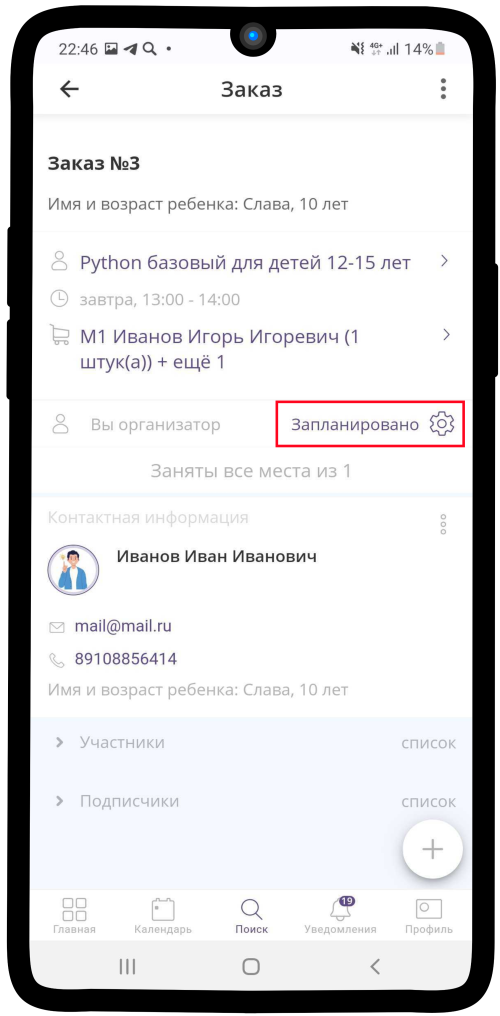 22:46 4G+ 14%
Заказ
Заказ №3
Имя и возраст ребенка: Слава, 10 лет
Python базовый для детей 12-15 лет
завтра, 13:00 - 14:00
М1 Иванов Игорь Игоревич (1
штук(а)) + ещё 1
Вы организатор Запланировано
Заняты все места из 1
Контактная информация
Иванов Иван Иванович
mail@mail.ru
89108856414
Имя и возраст ребенка: Слава, 10 лет
Участники список
Подписчики список
19
Главная Календарь Поиск Уведомления Профиль